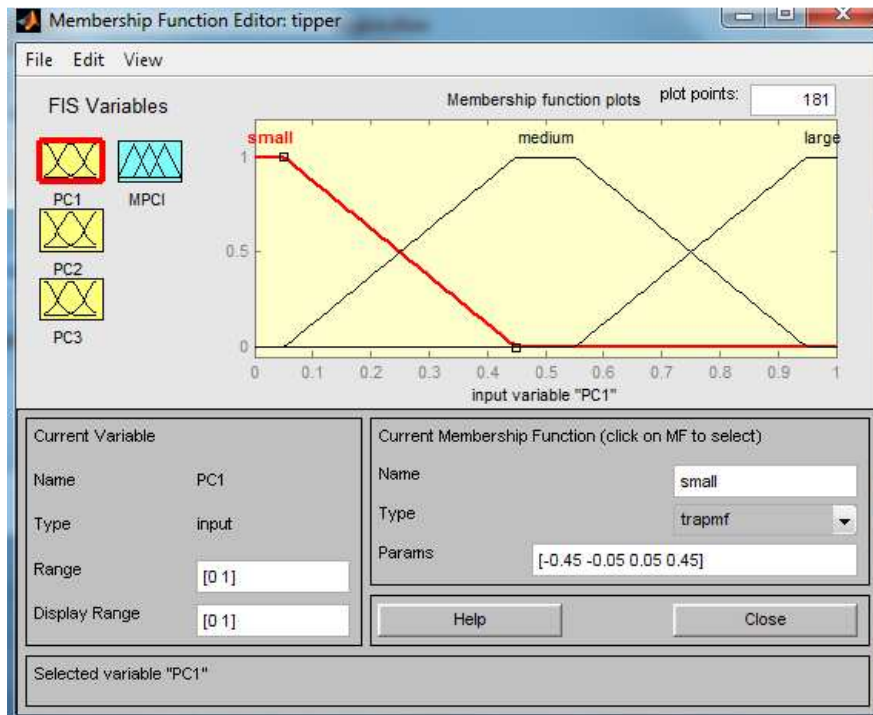 Membership Function Editor: tipper
File Edit View
FIS Variables
Membership function plots plot points: 181
small medium large
1
0.5
0
0 0.1 0.2 0.3 0.4 0.5 0.6 0.7 0.8 0.9 1
input variable "PC1"
PC1 MPCI
PC2
PC3
Current Variable
Name PC1
Type input
Range [0 1]
Display Range [0 1]
Current Membership Function (click on MF to select)
Name small
Type trapmf
Params [-0.45 -0.05 0.05 0.45]
Help Close
Selected variable "PC1"